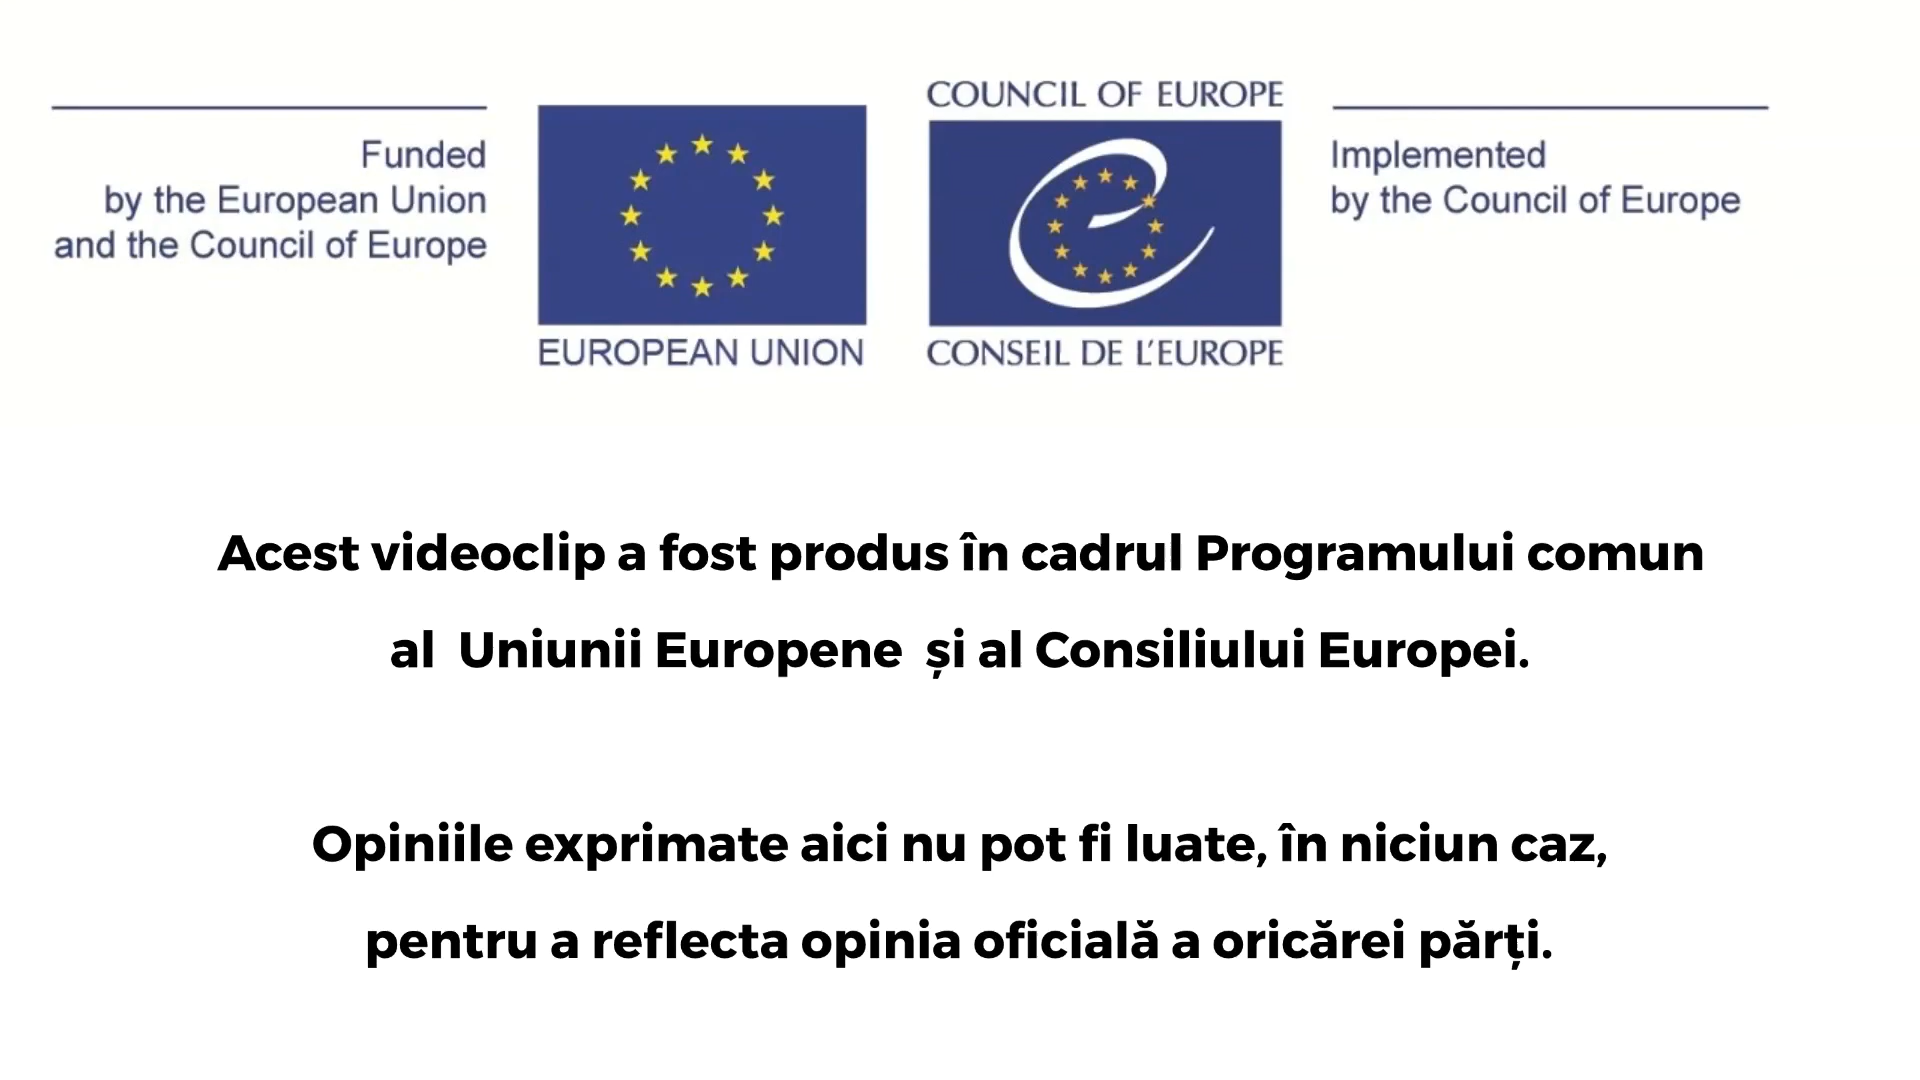 Funded
by the European Union
and the Council of Europe
EUROPEAN UNION
COUNCIL OF EUROPE
CONSEIL DE L'EUROPE
Implemented
by the Council of Europe
Acest videoclip a fost produs în cadrul Programului comun
al Uniunii Europene și al Consiliului Europei.
Opiniile exprimate aici nu pot fi luate, în niciun caz,
pentru a reflecta opinia oficială a oricărei părți.